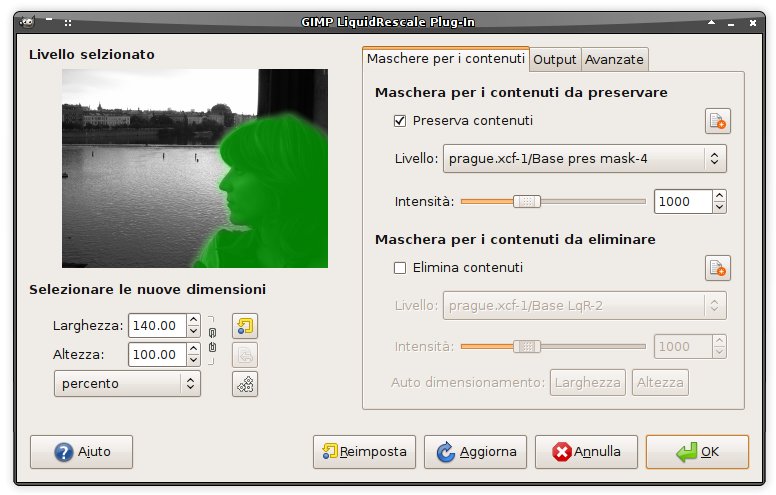 GIMP LiquidRescale Plug-In
Livello selzionato
Maschere per i contenuti
Output
Avanzate
Maschera per i contenuti da preservare
Preserva contenuti
Livello: prague.xcf-1/Base pres mask-4
Intensità: 1000
Maschera per i contenuti da eliminare
Elimina contenuti
Livello: prague.xcf-1/Base LqR-2
Intensità: 1000
Auto dimensionamento: Larghezza Altezza
Selezionare le nuove dimensioni
Larghezza: 140.00
Altezza: 100.00
percento
Aiuto
Reimposta
Aggiorna
Annulla
OK